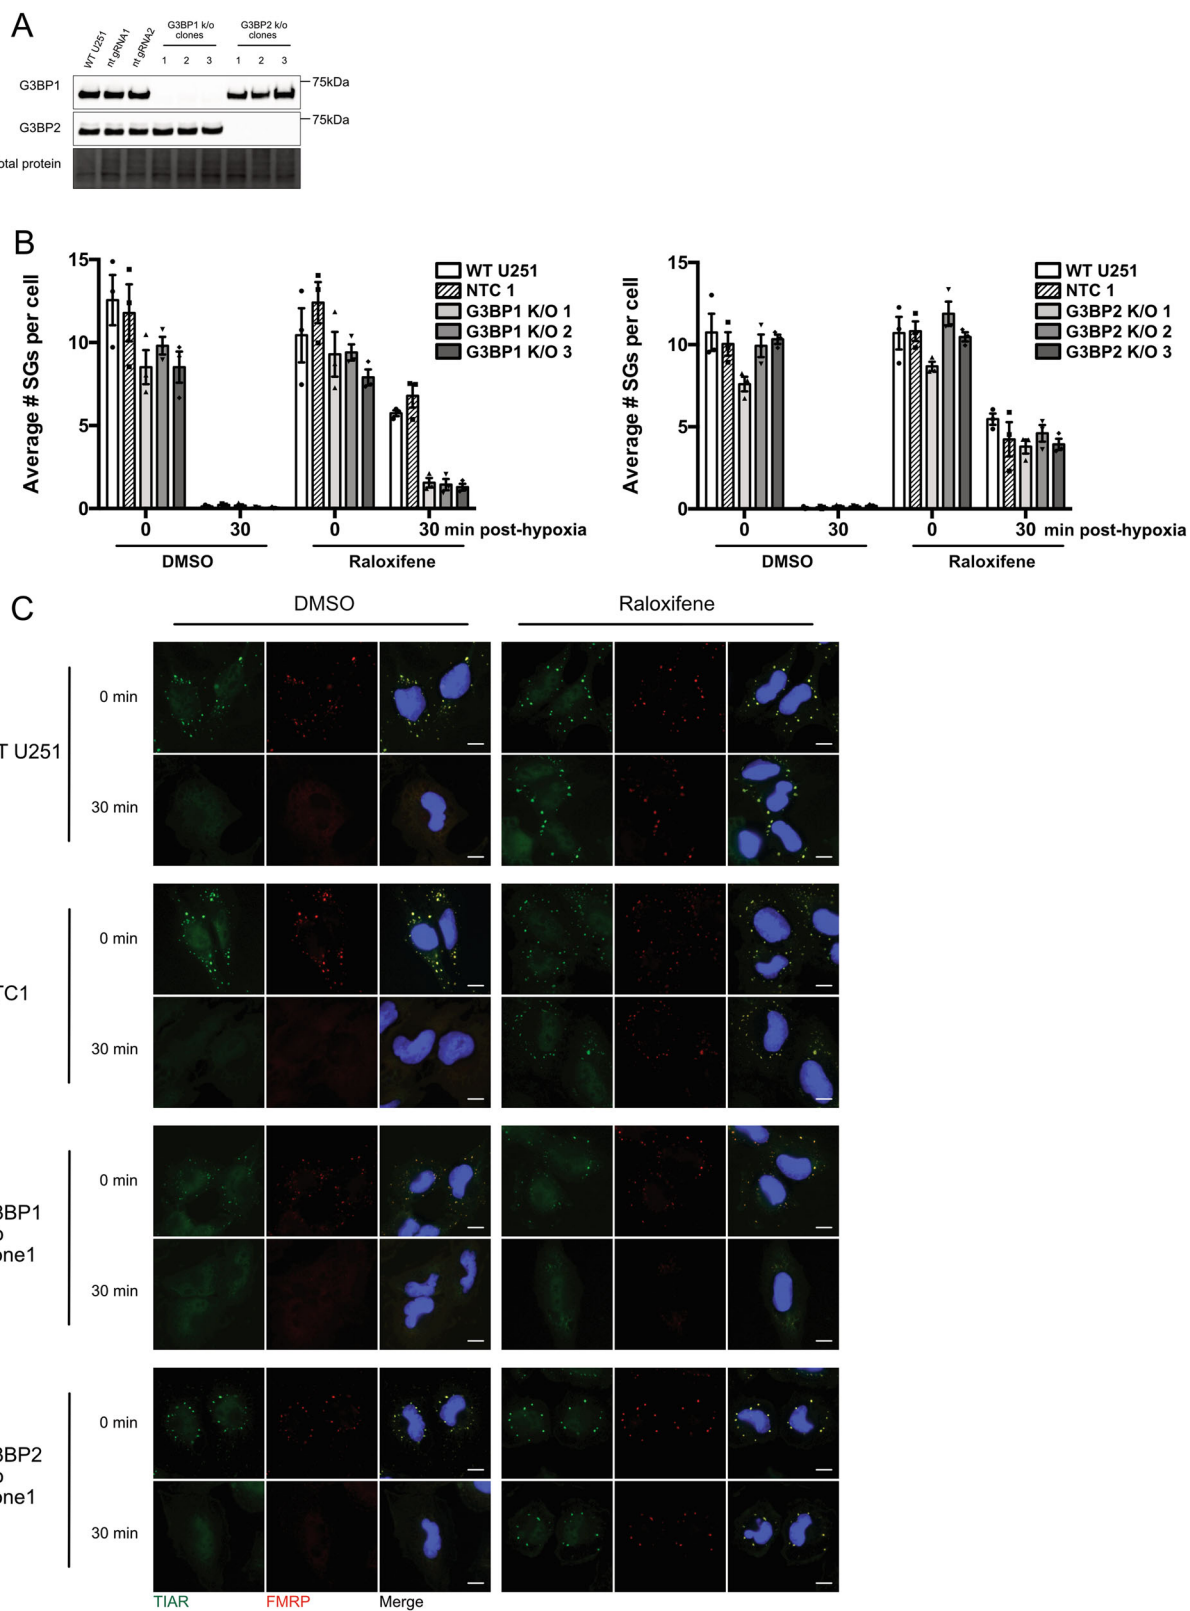 A
G3BP1 k/o
clones
G3BP2 k/o
clones
WT U251
nt gRNA1
nt gRNA2
1 2 3
1 2 3
G3BP1
75kDa
G3BP2
75kDa
otal protein
B
Average # SGs per cell
15
10
5
0
WT U251
NTC 1
G3BP1 K/O 1
G3BP1 K/O 2
G3BP1 K/O 3
0 30 0 30 min post-hypoxia
DMSO Raloxifene
Average # SGs per cell
15
10
5
0
WT U251
NTC 1
G3BP2 K/O 1
G3BP2 K/O 2
G3BP2 K/O 3
0 30 0 30 min post-hypoxia
DMSO Raloxifene
C
DMSO Raloxifene
0 min
T U251
30 min
0 min
TC1
30 min
0 min
3BP1
o
one1
30 min
0 min
3BP2
o
one1
30 min
TIAR FMRP Merge